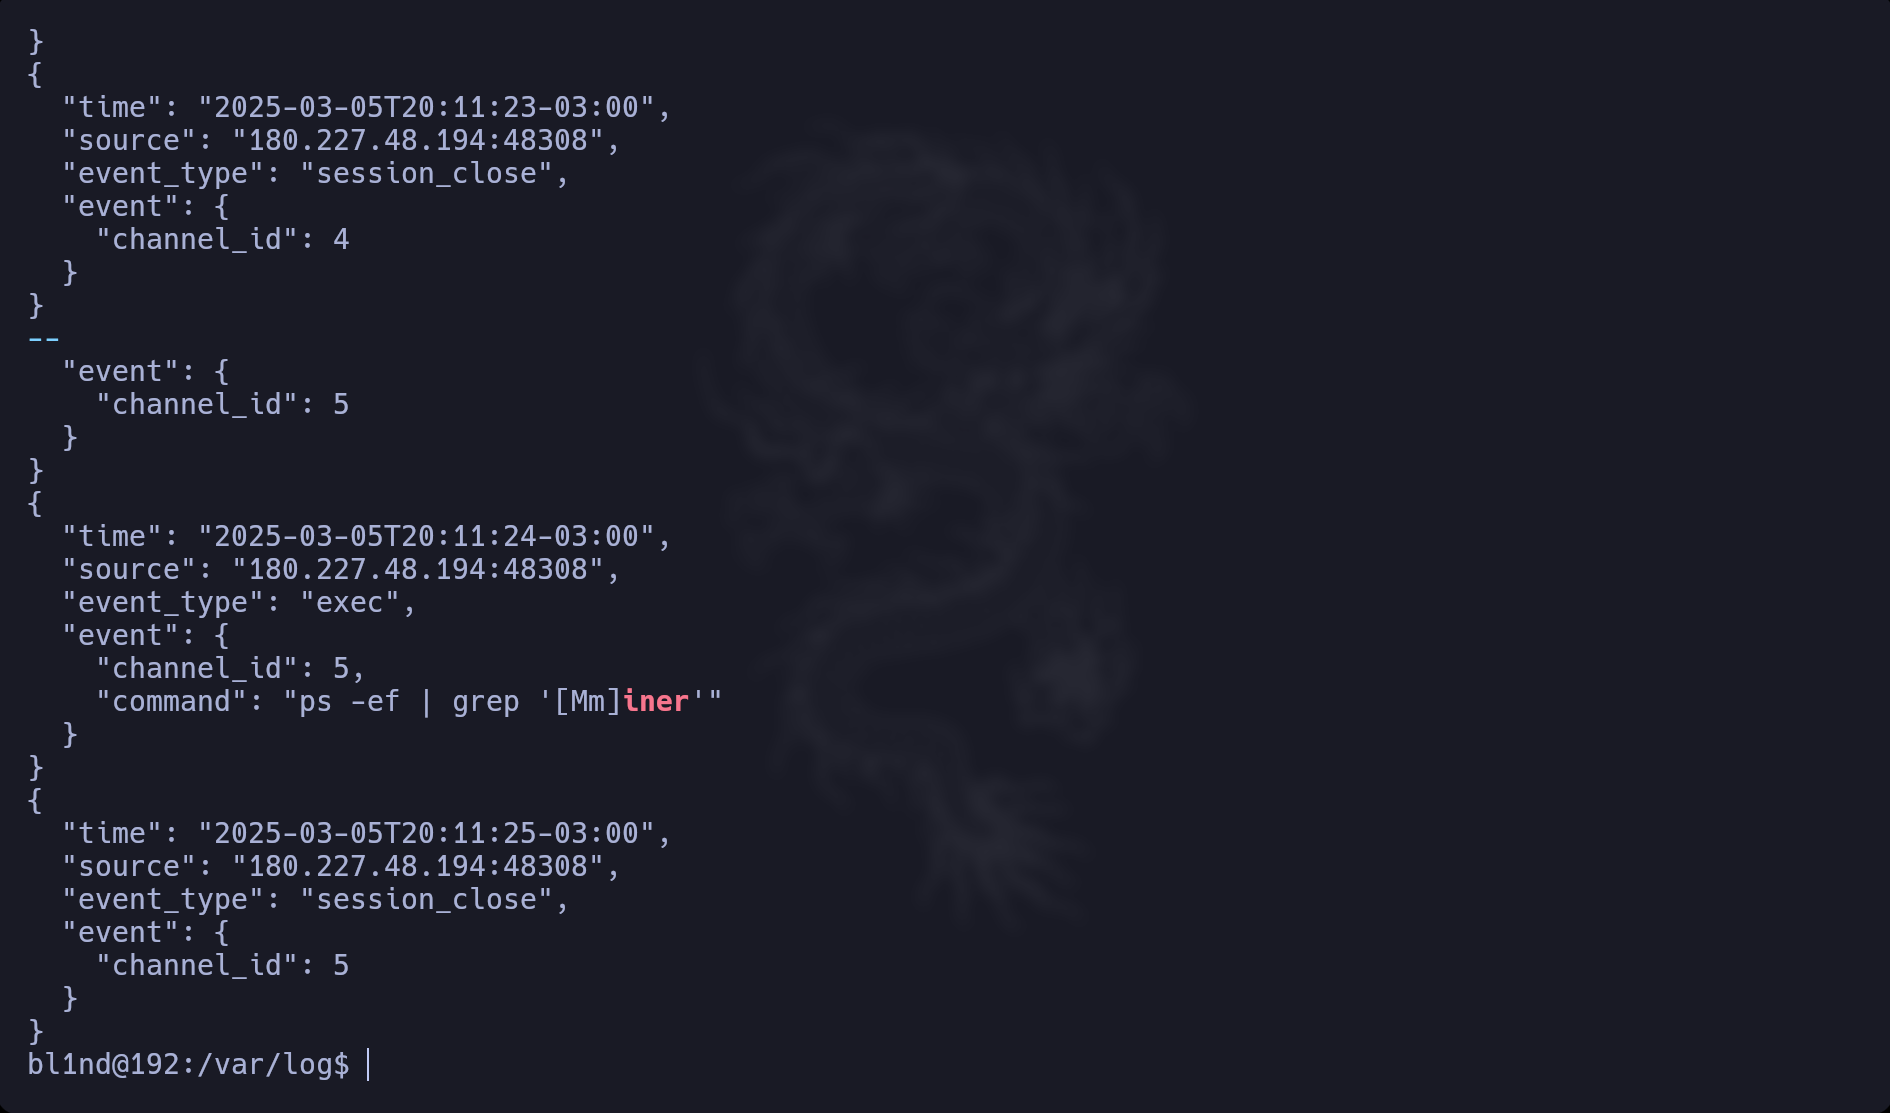 }
{
  "time": "2025-03-05T20:11:23-03:00",
  "source": "180.227.48.194:48308",
  "event_type": "session_close",
  "event": {
    "channel_id": 4
  }
}
--
  "event": {
    "channel_id": 5
  }
}
{
  "time": "2025-03-05T20:11:24-03:00",
  "source": "180.227.48.194:48308",
  "event_type": "exec",
  "event": {
    "channel_id": 5,
    "command": "ps -ef | grep '[Mm]iner'"
  }
}
{
  "time": "2025-03-05T20:11:25-03:00",
  "source": "180.227.48.194:48308",
  "event_type": "session_close",
  "event": {
    "channel_id": 5
  }
}
bl1nd@192:/var/log$